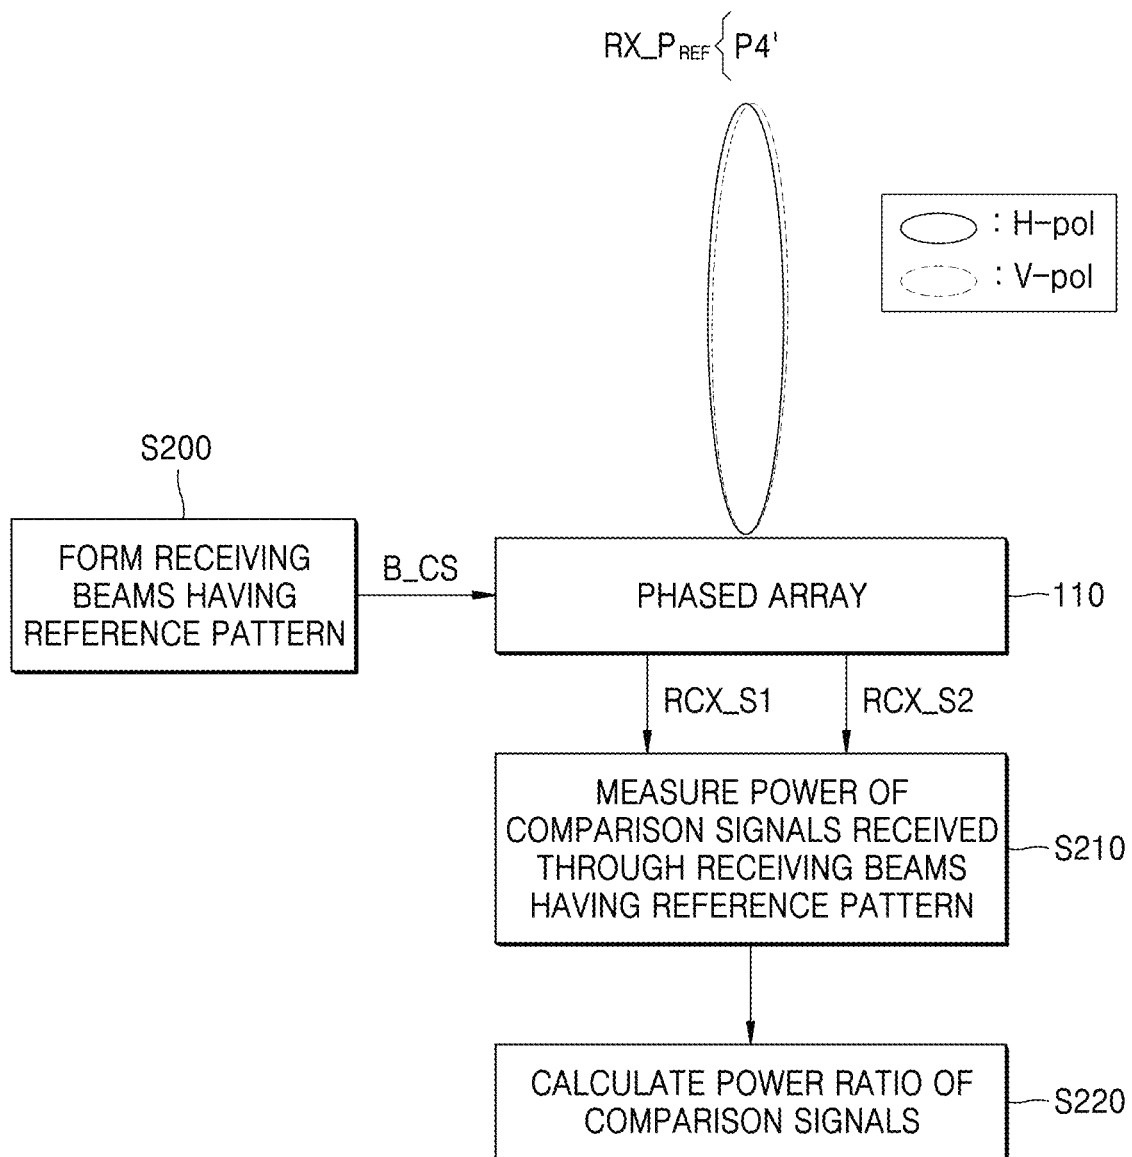 RX_PREF { P4'
: H-pol
: V-pol
S200
FORM RECEIVING
BEAMS HAVING
REFERENCE PATTERN
B_CS
PHASED ARRAY
110
RCX_S1
RCX_S2
MEASURE POWER OF
COMPARISON SIGNALS RECEIVED
THROUGH RECEIVING BEAMS
HAVING REFERENCE PATTERN
S210
CALCULATE POWER RATIO OF
COMPARISON SIGNALS
S220